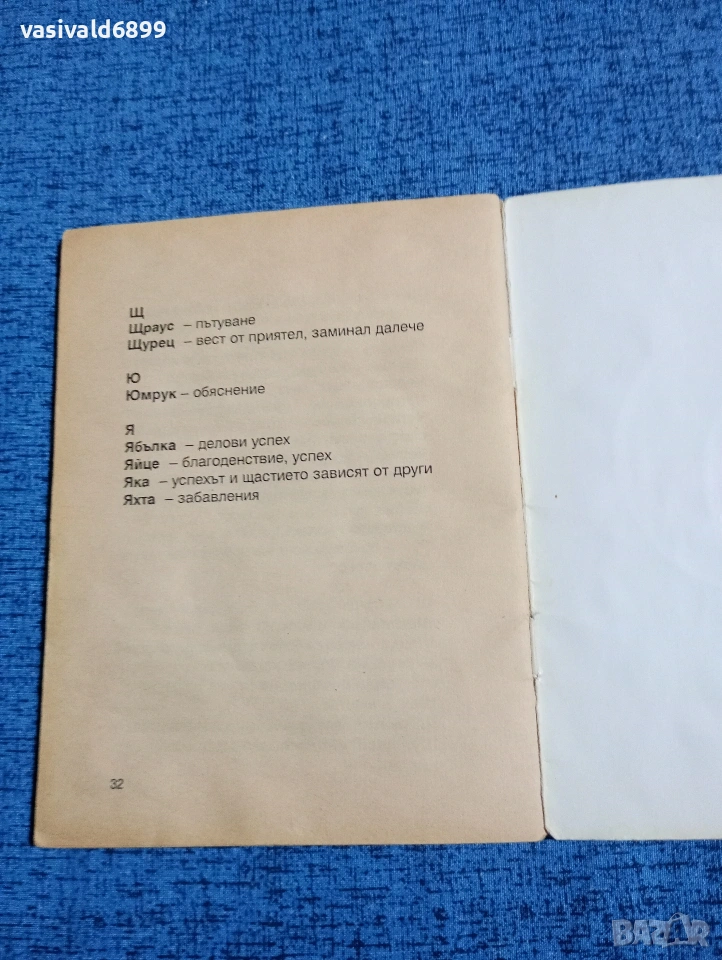 vasivald6899
Щ
Щраус – пътуване
Щурец – вест от приятел, заминал далече
Ю
Юмрук – обяснение
Я
Ябълка – делови успех
Яйце – благоденствие, успех
Яка – успехът и щастието зависят от други
Яхта – забавления
32
BAZAR